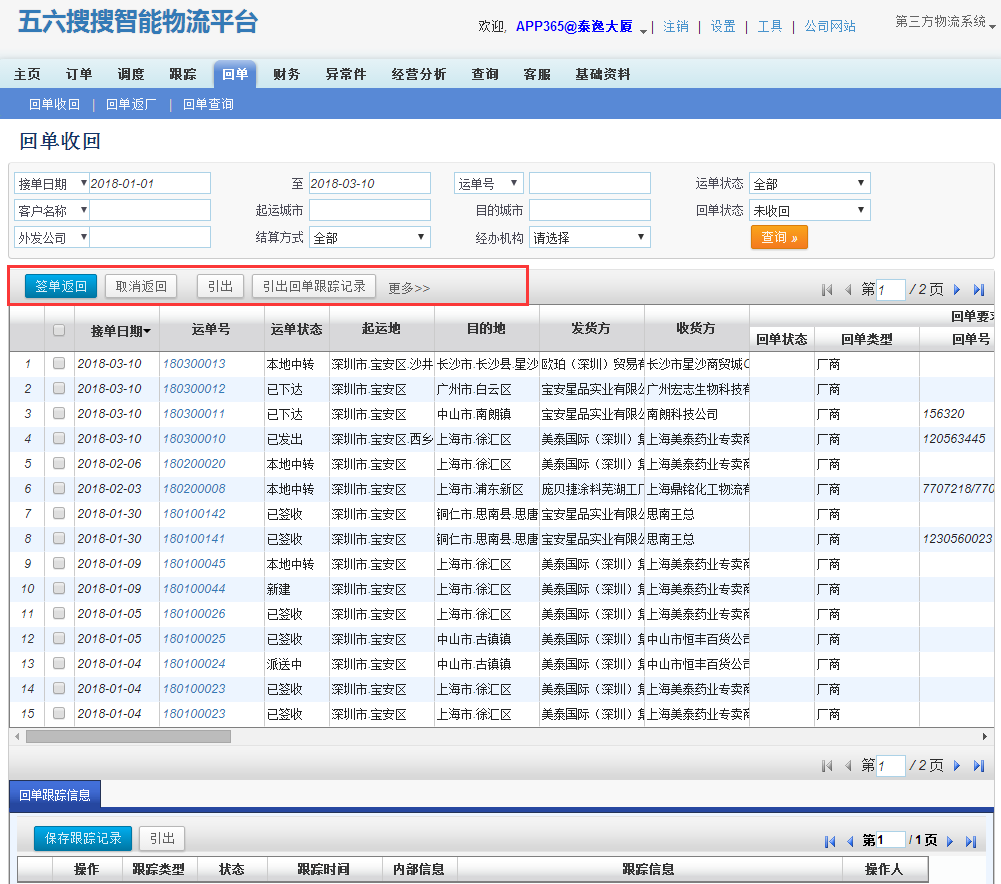 五六搜搜智能物流平台
欢迎, APP365@泰逸大厦 | 注销 | 设置 | 工具 | 公司网站 第三方物流系统
主页 订单 调度 跟踪 回单 财务 异常件 经营分析 查询 客服 基础资料
回单收回 | 回单返厂 | 回单查询
回单收回
接单日期 2018-01-01 至 2018-03-10 运单号 运单状态 全部
客户名称 起运城市 目的城市 回单状态 未收回
外发公司 结算方式 全部 经办机构 请选择 查询 »
签单返回 取消返回 引出 引出回单跟踪记录 更多>> 第 1 / 2 页
接单日期 运单号 运单状态 起运地 目的地 发货方 收货方 回单要求
回单状态 回单类型 回单号
1 2018-03-10 180300013 本地中转 深圳市.宝安区.沙井 长沙市.长沙县.星沙 欧珀（深圳）贸易有 长沙市星沙商贸城C 厂商
2 2018-03-10 180300012 已下达 深圳市.宝安区 广州市.白云区 宝安星品实业有限公 广州宏志生物科技有 厂商
3 2018-03-10 180300011 已下达 深圳市.宝安区 中山市.南朗镇 宝安星品实业有限公 南朗科技公司 厂商 156320
4 2018-03-10 180300010 已发出 深圳市.宝安区.西乡 上海市.徐汇区 美泰国际（深圳）集 上海美泰药业专卖商 厂商 120563445
5 2018-02-06 180200020 本地中转 深圳市.宝安区 上海市.徐汇区 美泰国际（深圳）集 上海美泰药业专卖商 厂商
6 2018-02-03 180200008 本地中转 深圳市.宝安区 上海市.浦东新区 庞贝捷涂料芜湖工厂 上海鼎铭化工物流有 厂商 7707218/770
7 2018-01-30 180100142 已签收 深圳市.宝安区 铜仁市.思南县.思唐 宝安星品实业有限公 思南王总 厂商
8 2018-01-30 180100141 已签收 深圳市.宝安区 铜仁市.思南县.思唐 宝安星品实业有限公 思南王总 厂商 1230560023
9 2018-01-09 180100045 本地中转 深圳市.宝安区 上海市.徐汇区 美泰国际（深圳）集 上海美泰药业专卖商 厂商
10 2018-01-09 180100044 新建 深圳市.宝安区 上海市.徐汇区 美泰国际（深圳）集 上海美泰药业专卖商 厂商
11 2018-01-05 180100026 已签收 深圳市.宝安区 上海市.徐汇区 美泰国际（深圳）集 上海美泰药业专卖商 厂商
12 2018-01-05 180100025 已签收 深圳市.宝安区 中山市.古镇镇 美泰国际（深圳）集 中山市恒丰百货公司 厂商
13 2018-01-04 180100024 派送中 深圳市.宝安区 中山市.古镇镇 美泰国际（深圳）集 中山市恒丰百货公司 厂商
14 2018-01-04 180100023 已签收 深圳市.宝安区 上海市.徐汇区 美泰国际（深圳）集 上海美泰药业专卖商 厂商
15 2018-01-04 180100023 已签收 深圳市.宝安区 上海市.徐汇区 美泰国际（深圳）集 上海美泰药业专卖商 厂商
第 1 / 2 页
回单跟踪信息
保存跟踪记录 引出 第 1 / 1 页
操作 跟踪类型 状态 跟踪时间 内部信息 跟踪信息 操作人